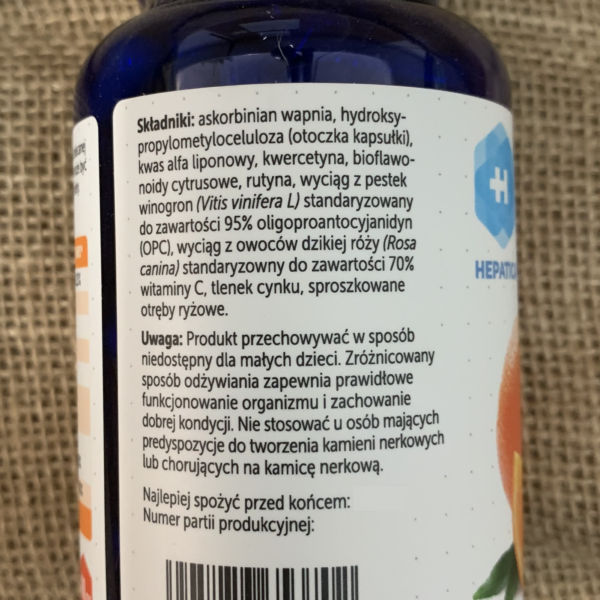 Składniki: askorbinian wapnia, hydroksy-
propylometyloceluloza (otoczka kapsułki),
kwas alfa liponowy, kwercetyna, bioflawo-
noidy cytrusowe, rutyna, wyciąg z pestek
winogron (Vitis vinifera L) standaryzowany
do zawartości 95% oligoproantocyjanidyn
(OPC), wyciąg z owoców dzikiej róży (Rosa
canina) standaryzowny do zawartości 70%
witaminy C, tlenek cynku, sproszkowane
otręby ryżowe.
Uwaga: Produkt przechowywać w sposób
niedostępny dla małych dzieci. Zróżnicowany
sposób odżywiania zapewnia prawidłowe
funkcjonowanie organizmu i zachowanie
dobrej kondycji. Nie stosować u osób mających
predyspozycje do tworzenia kamieni nerkowych
lub chorujących na kamicę nerkową.
Najlepiej spożyć przed końcem:
Numer partii produkcyjnej:
HEPATICA